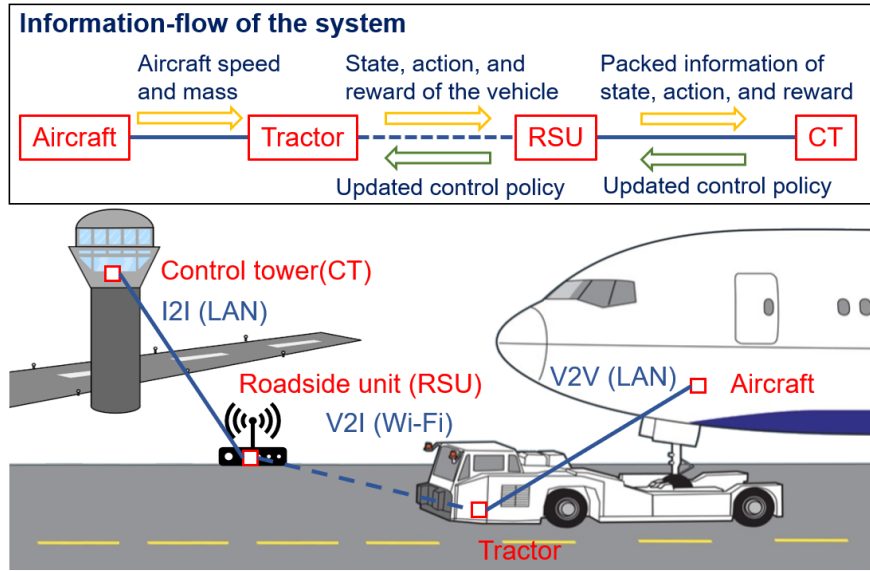 Information-flow of the system
Aircraft speed
and mass
State, action, and
reward of the vehicle
Packed information of
state, action, and reward
Aircraft
Tractor
RSU
CT
Updated control policy
Updated control policy
Control tower(CT)
I2I (LAN)
Roadside unit (RSU)
V2I (Wi-Fi)
V2V (LAN)
Aircraft
Tractor